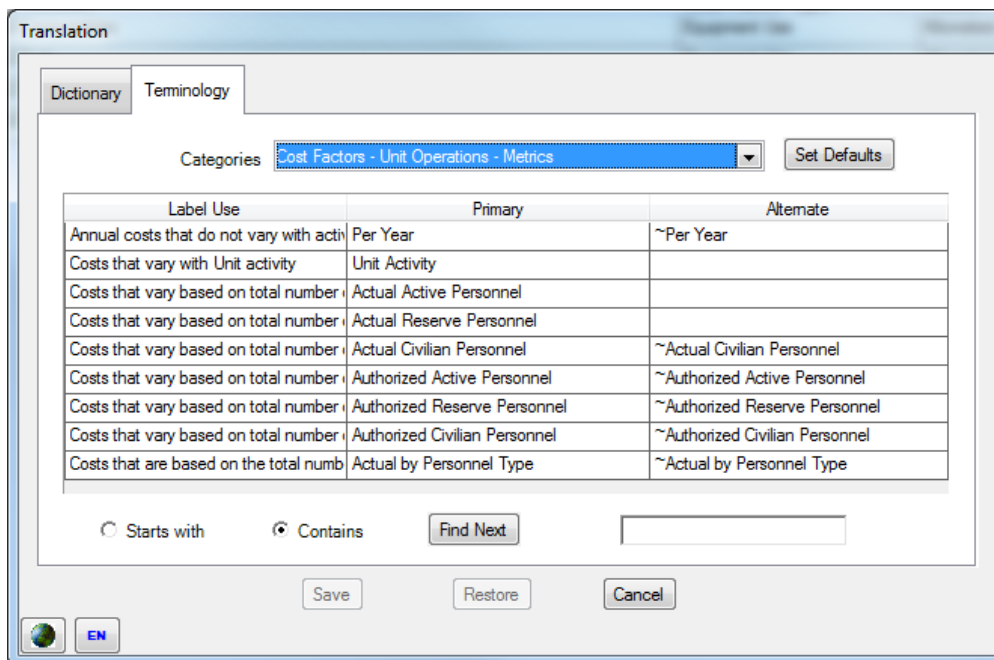 Translation
Equipment Use
Dictionary
Terminology
Categories
Cost Factors - Unit Operations - Metrics
Set Defaults
Label Use Primary Alternate
Annual costs that do not vary with activ Per Year ~Per Year
Costs that vary with Unit activity Unit Activity
Costs that vary based on total number Actual Active Personnel
Costs that vary based on total number Actual Reserve Personnel
Costs that vary based on total number Actual Civilian Personnel ~Actual Civilian Personnel
Costs that vary based on total number Authorized Active Personnel ~Authorized Active Personnel
Costs that vary based on total number Authorized Reserve Personnel ~Authorized Reserve Personnel
Costs that vary based on total number Authorized Civilian Personnel ~Authorized Civilian Personnel
Costs that are based on the total numb Actual by Personnel Type ~Actual by Personnel Type
Starts with
Contains
Find Next
Save
Restore
Cancel
EN